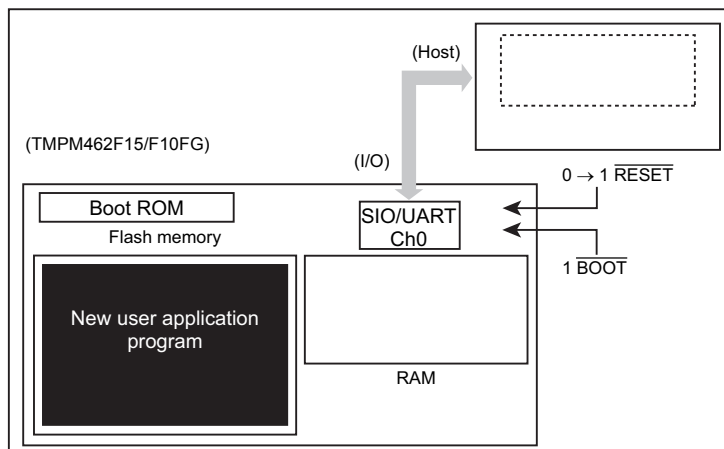 (Host)
(TMPM462F15/F10FG)
(I/O)
0 → 1 RESET
Boot ROM
SIO/UART
Ch0
Flash memory
1 BOOT
New user application
program
RAM